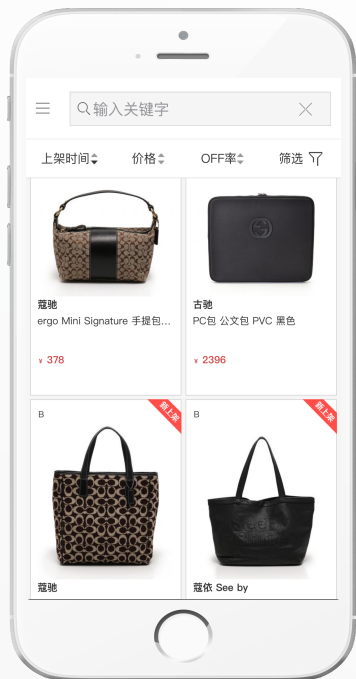 输入关键字
上架时间 价格 OFF率 筛选
蔻驰
ergo Mini Signature 手提包...
¥ 378
古驰
PC包 公文包 PVC 黑色
¥ 2396
B
新上架
蔻驰
B
新上架
蔻依 See by